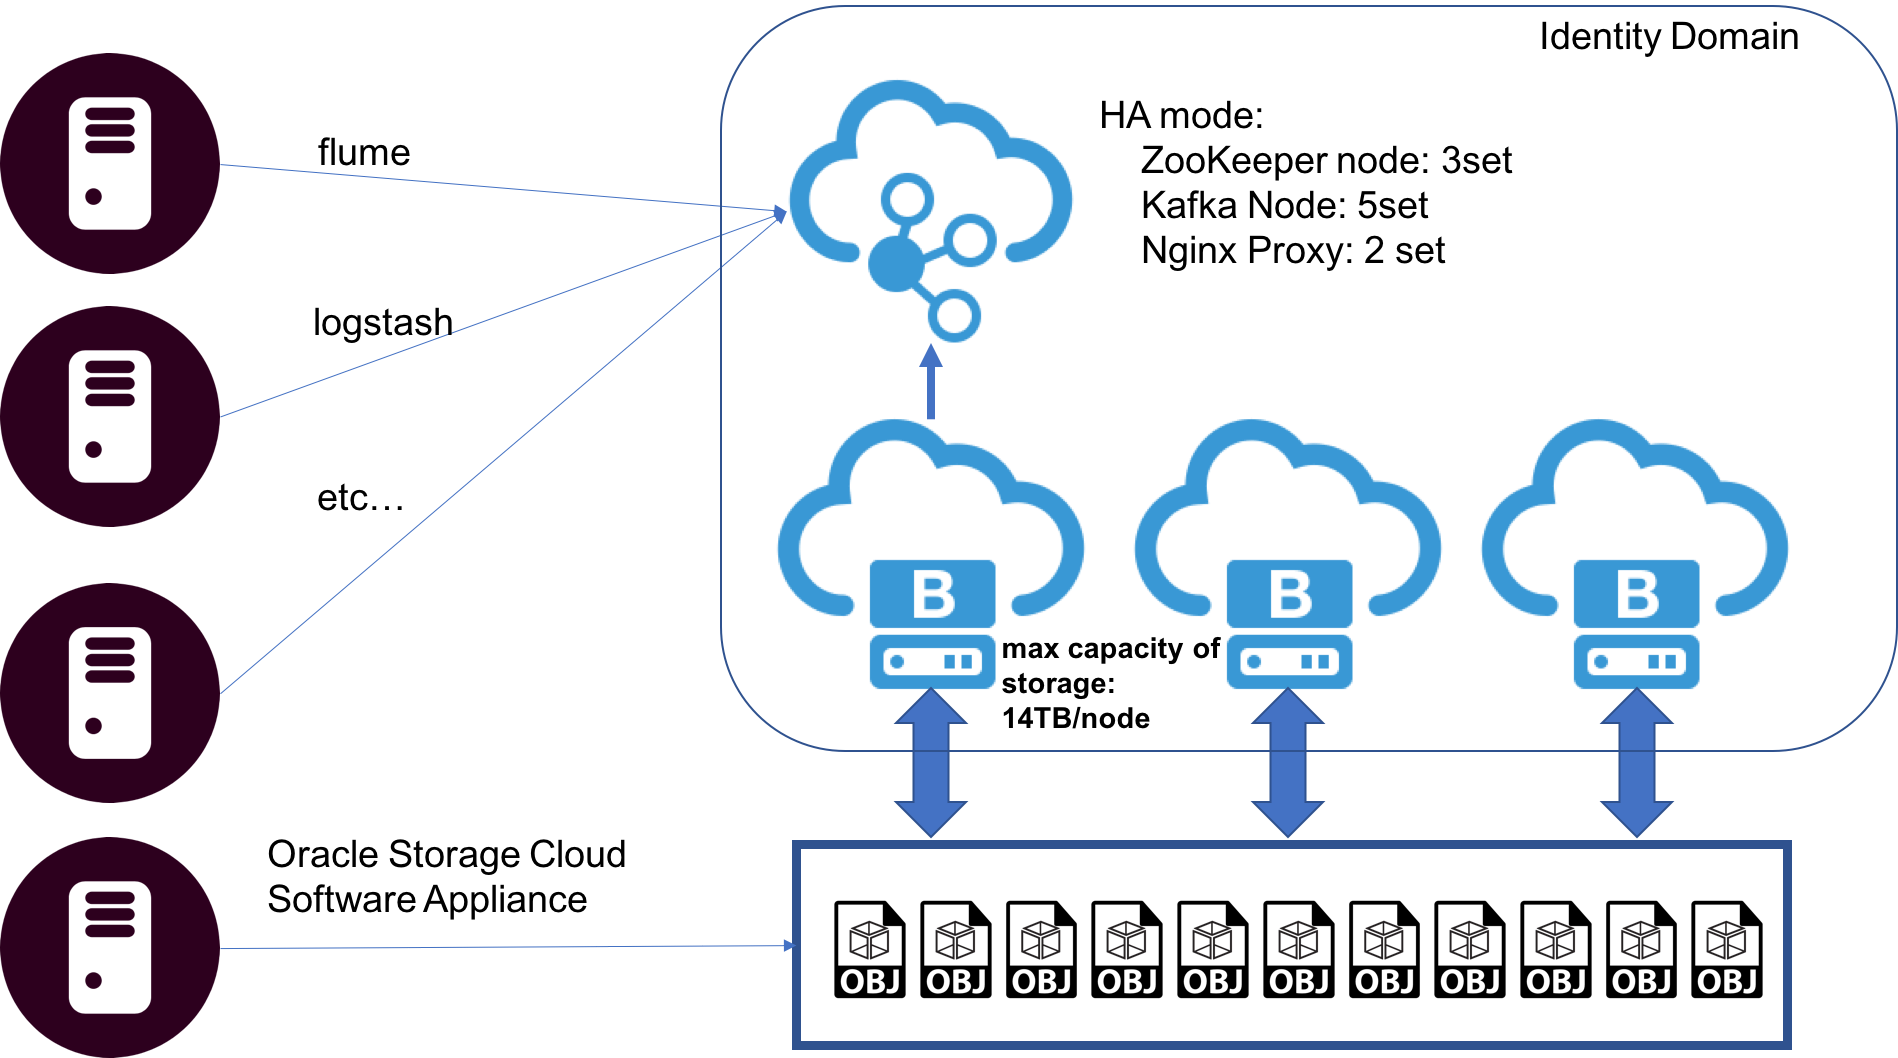 Identity Domain
HA mode:
ZooKeeper node: 3set
Kafka Node: 5set
Nginx Proxy: 2 set
flume
logstash
etc...
B
B
B
max capacity of
storage:
14TB/node
Oracle Storage Cloud
Software Appliance
OBJ
OBJ
OBJ
OBJ
OBJ
OBJ
OBJ
OBJ
OBJ
OBJ
OBJ